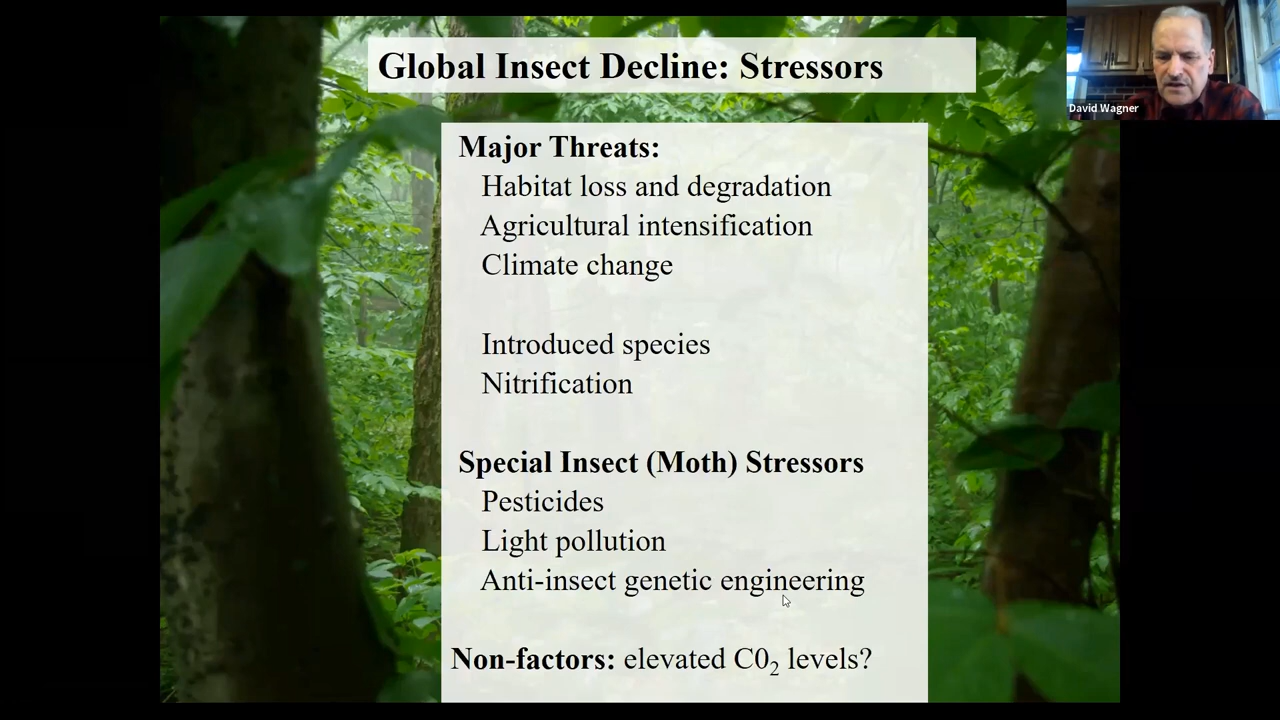 Global Insect Decline: Stressors
David Wagner
Major Threats:
Habitat loss and degradation
Agricultural intensification
Climate change
Introduced species
Nitrification
Special Insect (Moth) Stressors
Pesticides
Light pollution
Anti-insect genetic engineering
Non-factors: elevated C0₂ levels?